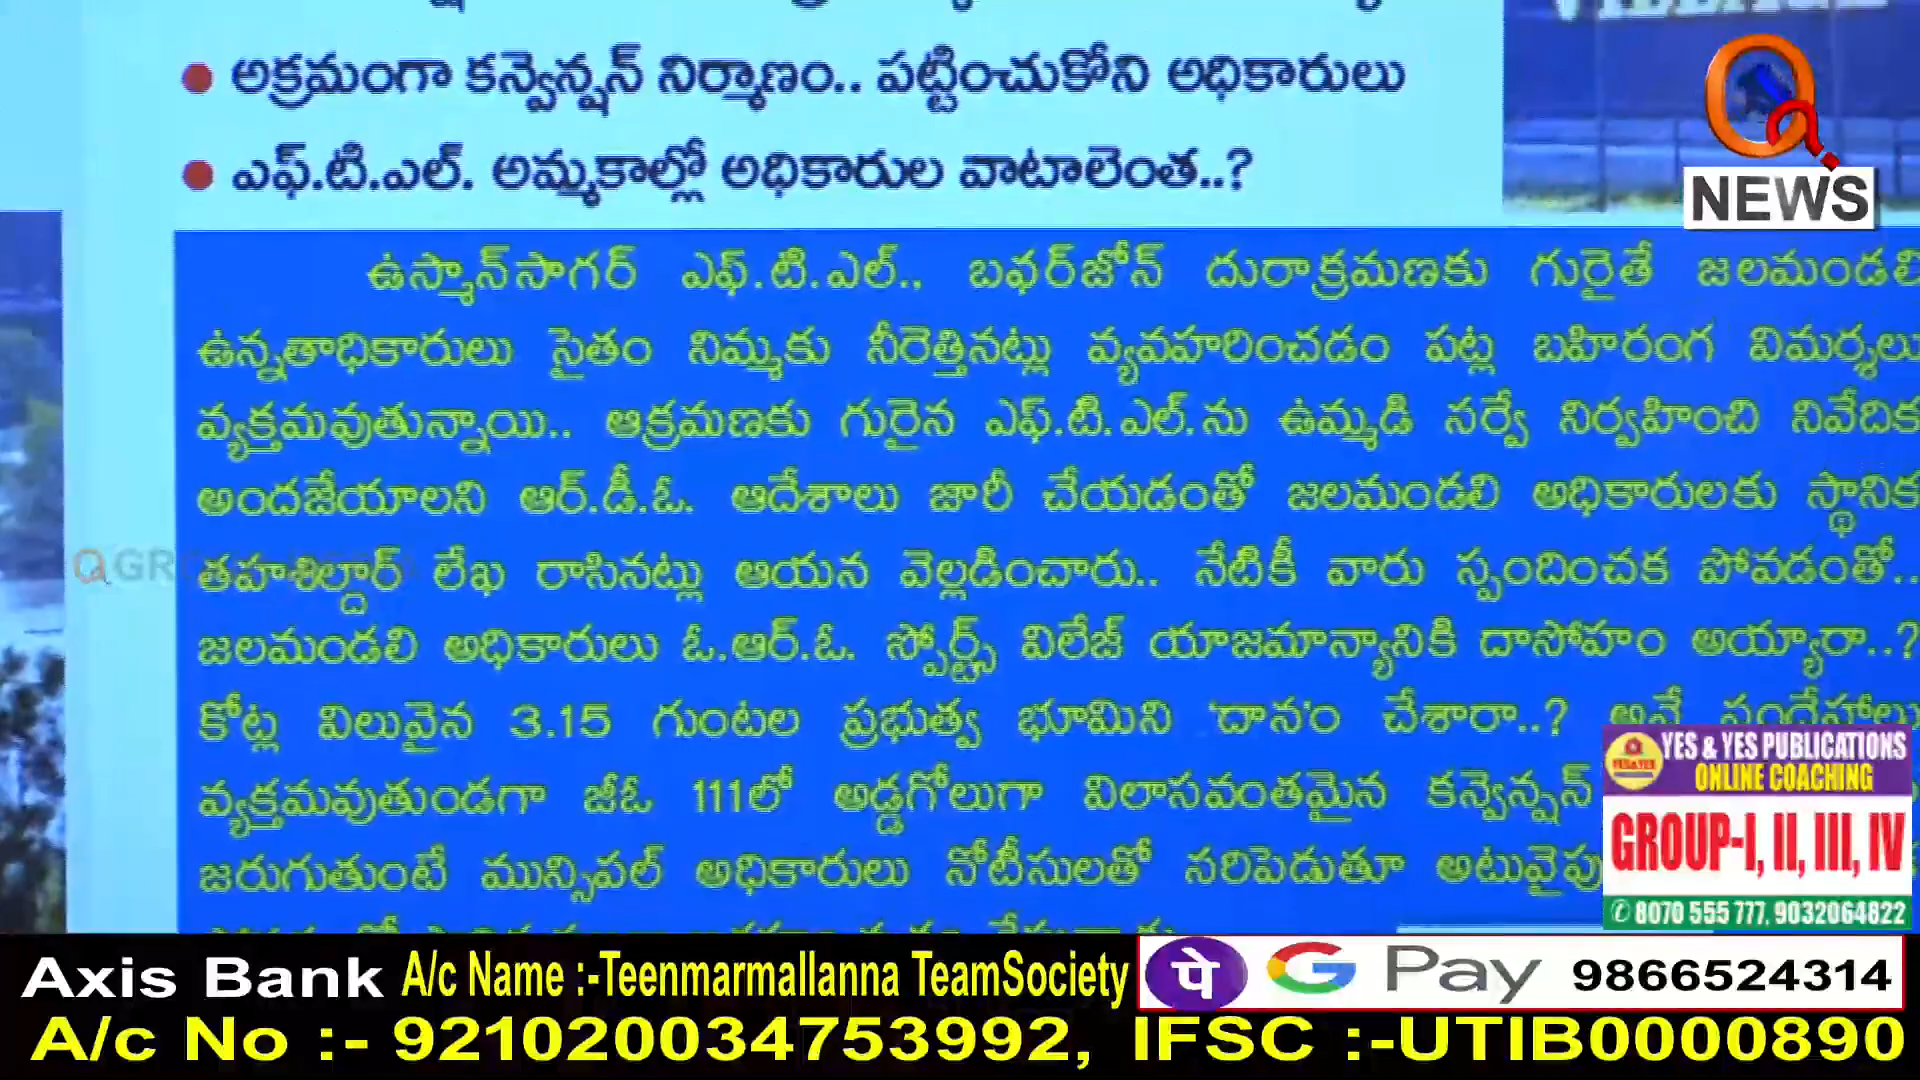 అక్రమంగా కన్వెన్షన్ నిర్మాణం.. పట్టించుకోని అధికారులు
ఎఫ్.టి.ఎల్. అమ్మకాల్లో అధికారుల వాటాలెంత..?
NEWS
ఉస్మాన్‌సాగర్ ఎఫ్.టి.ఎల్.. బఫర్‌జోన్ దురాక్రమణకు గురైతే జలమండలి
ఉన్నతాధికారులు సైతం నిమ్మకు నీరెత్తినట్లు వ్యవహరించడం పట్ల బహిరంగ విమర్శలు
వ్యక్తమవుతున్నాయి.. ఆక్రమణకు గురైన ఎఫ్.టి.ఎల్.ను ఉమ్మడి సర్వే నిర్వహించి నివేదిక
అందజేయాలని ఆర్.డీ.ఓ. ఆదేశాలు జారీ చేయడంతో జలమండలి అధికారులకు స్థానిక
తహశిల్దార్ లేఖ రాసినట్లు ఆయన వెల్లడించారు.. నేటికీ వారు స్పందించక పోవడంతో..
జలమండలి అధికారులు ఓ.ఆర్.ఓ. స్పోర్ట్స్ విలేజ్ యాజమాన్యానికి దాసోహం అయ్యారా..?
కోట్ల విలువైన 3.15 గుంటల ప్రభుత్వ భూమిని 'దానం' చేశారా..? అనే సందేహాలు
వ్యక్తమవుతుండగా జీఓ 111లో అడ్డగోలుగా విలాసవంతమైన కన్వెన్షన్
జరుగుతుంటే మున్సిపల్ అధికారులు నోటీసులతో సరిపెడుతూ అటువైపు
YES & YES PUBLICATIONS
ONLINE COACHING
GROUP-I, II, III, IV
8070 555 777, 9032064822
Axis Bank A/c Name :-Teenmarmallanna TeamSociety पे G Pay 9866524314
A/c No :- 921020034753992, IFSC :-UTIB0000890